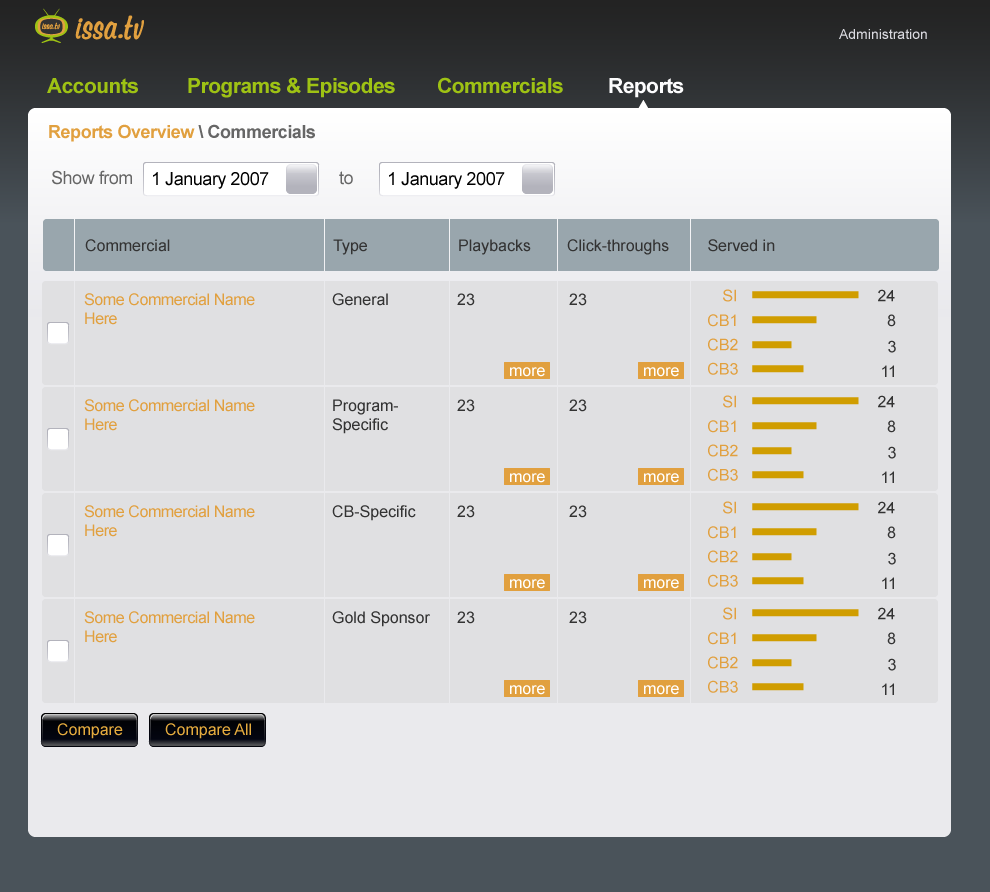 issa.tv issa.tv
Administration
Accounts Programs & Episodes Commercials Reports
Reports Overview \ Commercials
Show from 1 January 2007 to 1 January 2007
Commercial Type Playbacks Click-throughs Served in
Some Commercial Name
Here
General
23
more
23
more
SI 24
CB1 8
CB2 3
CB3 11
Some Commercial Name
Here
Program-
Specific
23
more
23
more
SI 24
CB1 8
CB2 3
CB3 11
Some Commercial Name
Here
CB-Specific
23
more
23
more
SI 24
CB1 8
CB2 3
CB3 11
Some Commercial Name
Here
Gold Sponsor
23
more
23
more
SI 24
CB1 8
CB2 3
CB3 11
Compare Compare All